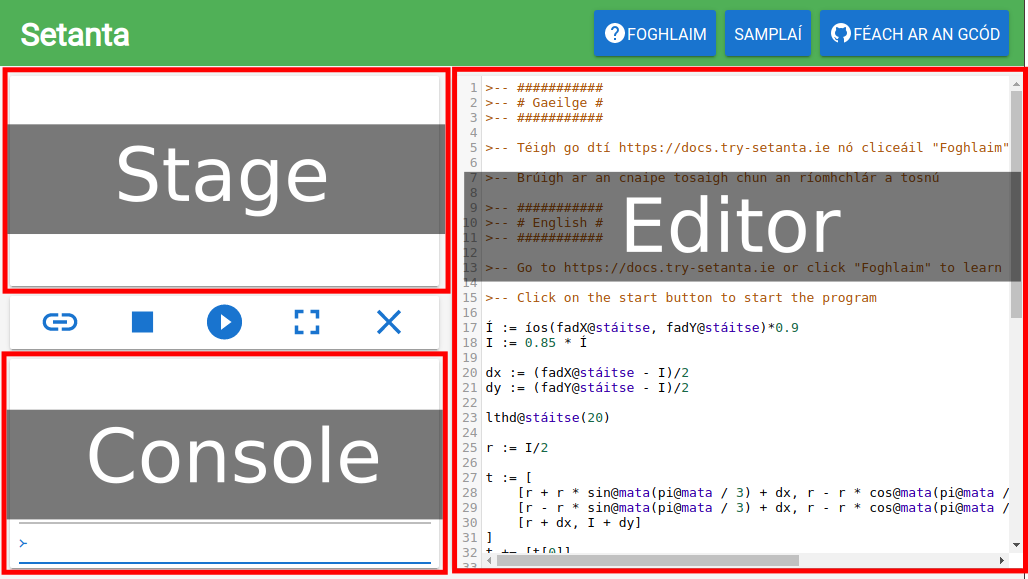 Setanta
FOGHLAIM
SAMPLAÍ
FÉACH AR AN GCÓD
Stage
Console
Editor
1 >-- ###########
2 >-- # Gaeilge #
3 >-- ###########
4
5 >-- Téigh go dtí https://docs.try-setanta.ie nó cliceáil "Foghlaim"
6
7 >-- Brúigh ar an cnaipe tosaigh chun an ríomhchlár a tosnú
8
9 >-- ###########
10 >-- # English #
11 >-- ###########
12
13 >-- Go to https://docs.try-setanta.ie or click "Foghlaim" to learn
14
15 >-- Click on the start button to start the program
16
17 Í := íos(fadX@stáitse, fadY@stáitse)*0.9
18 I := 0.85 * Í
19
20 dx := (fadX@stáitse - I)/2
21 dy := (fadY@stáitse - I)/2
22
23 lthd@stáitse(20)
24
25 r := I/2
26
27 t := [
28 [r + r * sin@mata(pi@mata / 3) + dx, r - r * cos@mata(pi@mata /
29 [r - r * sin@mata(pi@mata / 3) + dx, r - r * cos@mata(pi@mata /
30 [r + dx, I + dy]
31 ]
32 t += [t[0]]
33